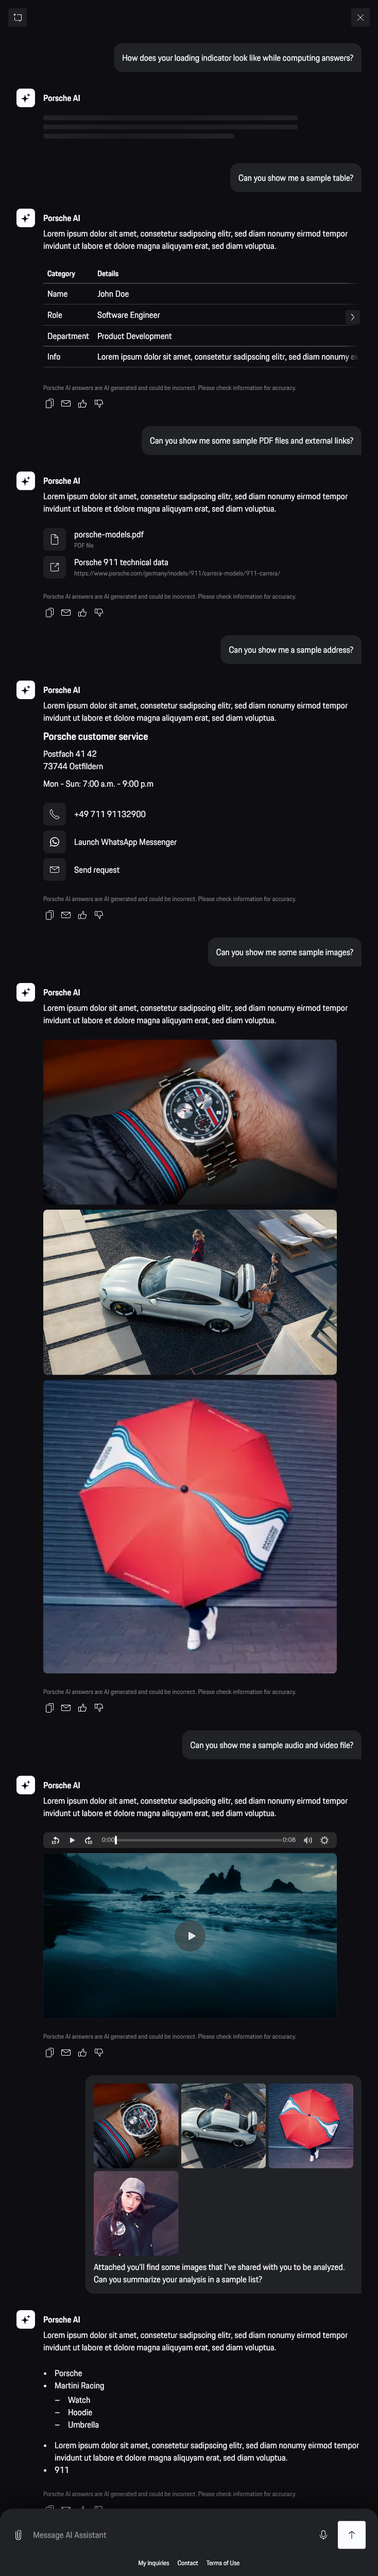 How does your loading indicator look like while computing answers?
Porsche AI
Can you show me a sample table?
Porsche AI
Lorem ipsum dolor sit amet, consetetur sadipscing elitr, sed diam nonumy eirmod tempor
invidunt ut labore et dolore magna aliquyam erat, sed diam voluptua.
Category Details
Name John Doe
Role Software Engineer
Department Product Development
Info Lorem ipsum dolor sit amet, consetetur sadipscing elitr, sed diam nonumy ei
Porsche AI answers are AI generated and could be incorrect. Please check information for accuracy.
Can you show me some sample PDF files and external links?
Porsche AI
Lorem ipsum dolor sit amet, consetetur sadipscing elitr, sed diam nonumy eirmod tempor
invidunt ut labore et dolore magna aliquyam erat, sed diam voluptua.
porsche-models.pdf
PDF file
Porsche 911 technical data
https://www.porsche.com/germany/models/911/carrera-models/911-carrera/
Porsche AI answers are AI generated and could be incorrect. Please check information for accuracy.
Can you show me a sample address?
Porsche AI
Lorem ipsum dolor sit amet, consetetur sadipscing elitr, sed diam nonumy eirmod tempor
invidunt ut labore et dolore magna aliquyam erat, sed diam voluptua.
Porsche customer service
Postfach 41 42
73744 Ostfildern
Mon - Sun: 7:00 a.m. - 9:00 p.m
+49 711 91132900
Launch WhatsApp Messenger
Send request
Porsche AI answers are AI generated and could be incorrect. Please check information for accuracy.
Can you show me some sample images?
Porsche AI
Lorem ipsum dolor sit amet, consetetur sadipscing elitr, sed diam nonumy eirmod tempor
invidunt ut labore et dolore magna aliquyam erat, sed diam voluptua.
Porsche AI answers are AI generated and could be incorrect. Please check information for accuracy.
Can you show me a sample audio and video file?
Porsche AI
Lorem ipsum dolor sit amet, consetetur sadipscing elitr, sed diam nonumy eirmod tempor
invidunt ut labore et dolore magna aliquyam erat, sed diam voluptua.
0:00 0:08
Porsche AI answers are AI generated and could be incorrect. Please check information for accuracy.
Attached you'll find some images that I've shared with you to be analyzed.
Can you summarize your analysis in a sample list?
Porsche AI
Lorem ipsum dolor sit amet, consetetur sadipscing elitr, sed diam nonumy eirmod tempor
invidunt ut labore et dolore magna aliquyam erat, sed diam voluptua.
• Porsche
• Martini Racing
– Watch
– Hoodie
– Umbrella
• Lorem ipsum dolor sit amet, consetetur sadipscing elitr, sed diam nonumy eirmod tempor
invidunt ut labore et dolore magna aliquyam erat, sed diam voluptua.
• 911
Porsche AI answers are AI generated and could be incorrect. Please check information for accuracy.
Message AI Assistant
My inquiries Contact Terms of Use